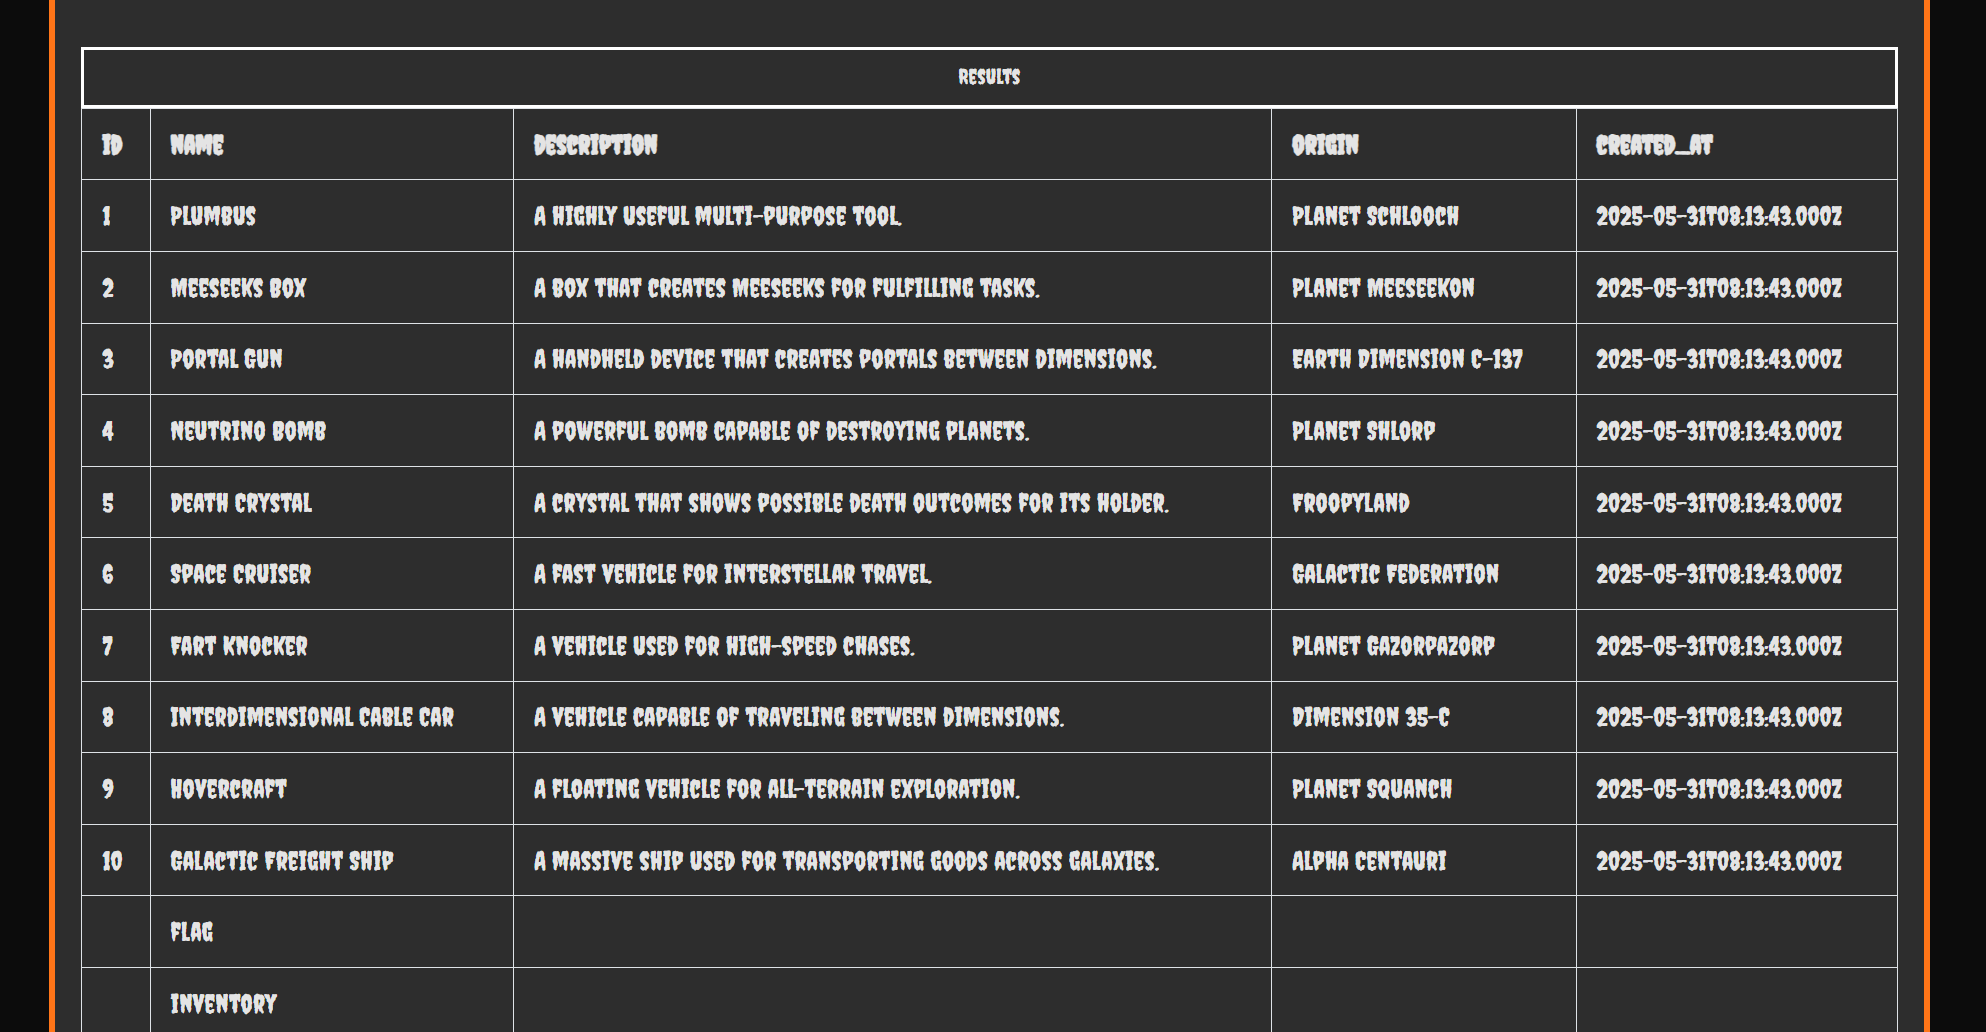 RESULTS
ID NAME DESCRIPTION ORIGIN CREATED_AT
1 PLUMBUS A HIGHLY USEFUL MULTI-PURPOSE TOOL. PLANET SCHLOOCH 2025-05-31T08:13:43.000Z
2 MEESEEKS BOX A BOX THAT CREATES MEESEEKS FOR FULFILLING TASKS. PLANET MEESEEKON 2025-05-31T08:13:43.000Z
3 PORTAL GUN A HANDHELD DEVICE THAT CREATES PORTALS BETWEEN DIMENSIONS. EARTH DIMENSION C-137 2025-05-31T08:13:43.000Z
4 NEUTRINO BOMB A POWERFUL BOMB CAPABLE OF DESTROYING PLANETS. PLANET SHLORP 2025-05-31T08:13:43.000Z
5 DEATH CRYSTAL A CRYSTAL THAT SHOWS POSSIBLE DEATH OUTCOMES FOR ITS HOLDER. FROOPYLAND 2025-05-31T08:13:43.000Z
6 SPACE CRUISER A FAST VEHICLE FOR INTERSTELLAR TRAVEL. GALACTIC FEDERATION 2025-05-31T08:13:43.000Z
7 FART KNOCKER A VEHICLE USED FOR HIGH-SPEED CHASES. PLANET GAZORPAZORP 2025-05-31T08:13:43.000Z
8 INTERDIMENSIONAL CABLE CAR A VEHICLE CAPABLE OF TRAVELING BETWEEN DIMENSIONS. DIMENSION 35-C 2025-05-31T08:13:43.000Z
9 HOVERCRAFT A FLOATING VEHICLE FOR ALL-TERRAIN EXPLORATION. PLANET SQUANCH 2025-05-31T08:13:43.000Z
10 GALACTIC FREIGHT SHIP A MASSIVE SHIP USED FOR TRANSPORTING GOODS ACROSS GALAXIES. ALPHA CENTAURI 2025-05-31T08:13:43.000Z
FLAG
INVENTORY